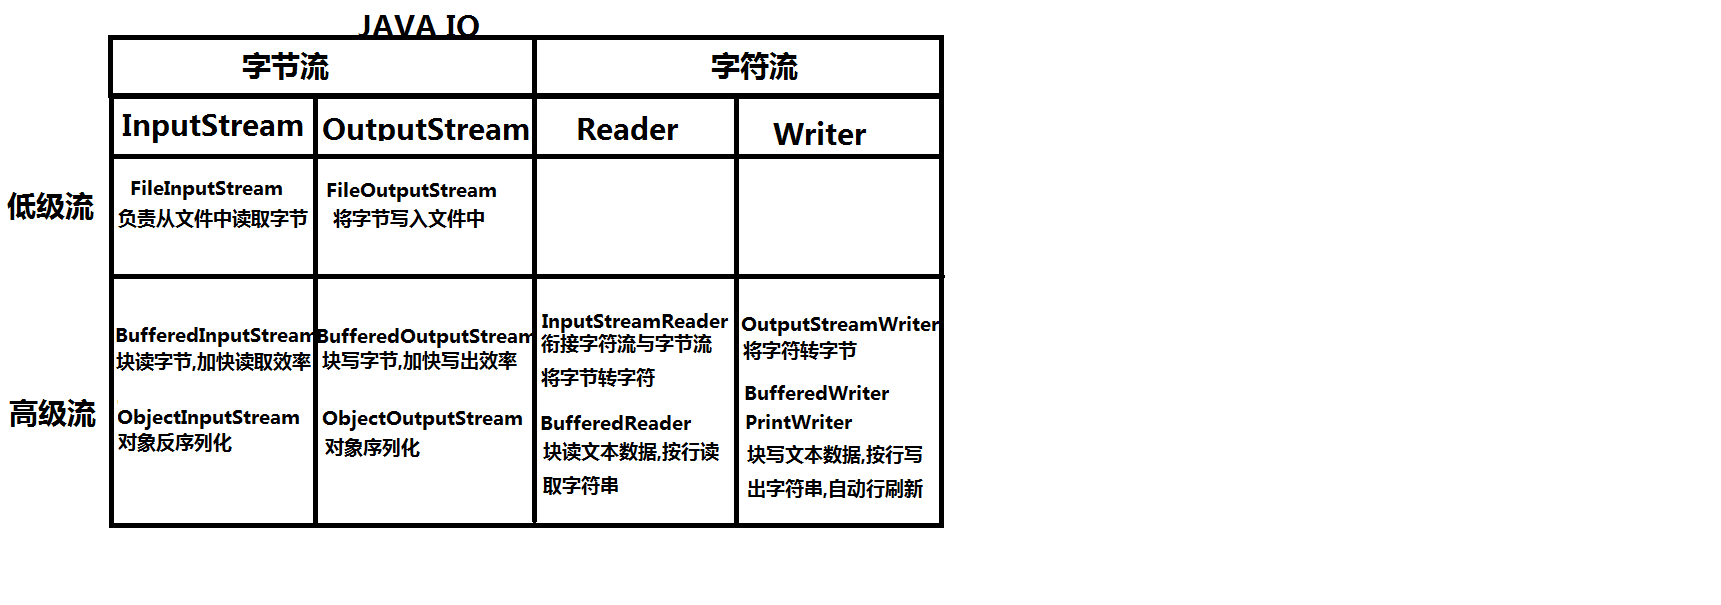 JAVA IO
字节流
字符流
InputStream
OutputStream
Reader
Writer
低级流
FileInputStream
负责从文件中读取字节
FileOutputStream
将字节写入文件中
高级流
BufferedInputStream
块读字节,加快读取效率
ObjectInputStream
对象反序列化
BufferedOutputStream
块写字节,加快写出效率
ObjectOutputStream
对象序列化
InputStreamReader
衔接字符流与字节流
将字节转字符
BufferedReader
块读文本数据,按行读
取字符串
OutputStreamWriter
将字符转字节
BufferedWriter
PrintWriter
块写文本数据,按行写
出字符串,自动行刷新